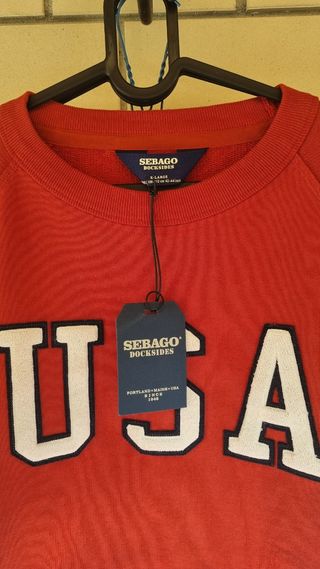 SEBAGO
DOCKSIDES
X-LARGE
SEBAGO®
DOCKSIDES
PORTLAND • MAINE • USA
SINCE
1946
USA